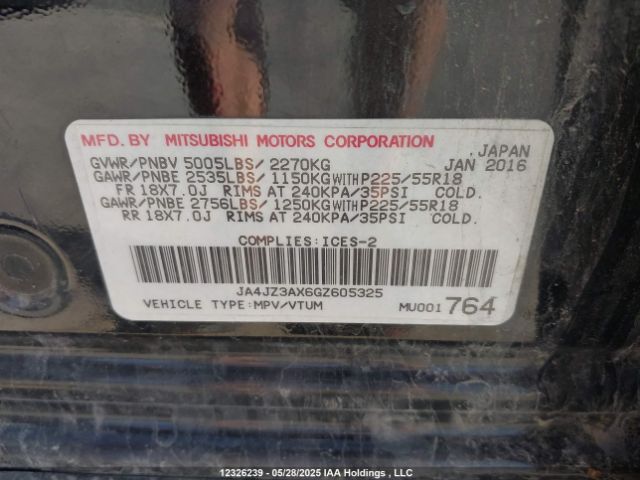 MFD. BY MITSUBISHI MOTORS CORPORATION
, JAPAN
GVWR/PNBV 5005LBS/ 2270KG JAN 2016
GAWR/PNBE 2535LBS/ 1150KG WITH P225/55R18
FR 18X7.0J RIMS AT 240KPA/35PSI COLD.
GAWR/PNBE 2756LBS/ 1250KG WITH P225/55R18
RR 18X7.0J RIMS AT 240KPA/35PSI COLD.
COMPLIES:ICES-2
JA4JZ3AX6GZ605325
VEHICLE TYPE:MPV/VTUM MU001 764
12326239 - 05/28/2025 IAA Holdings , LLC